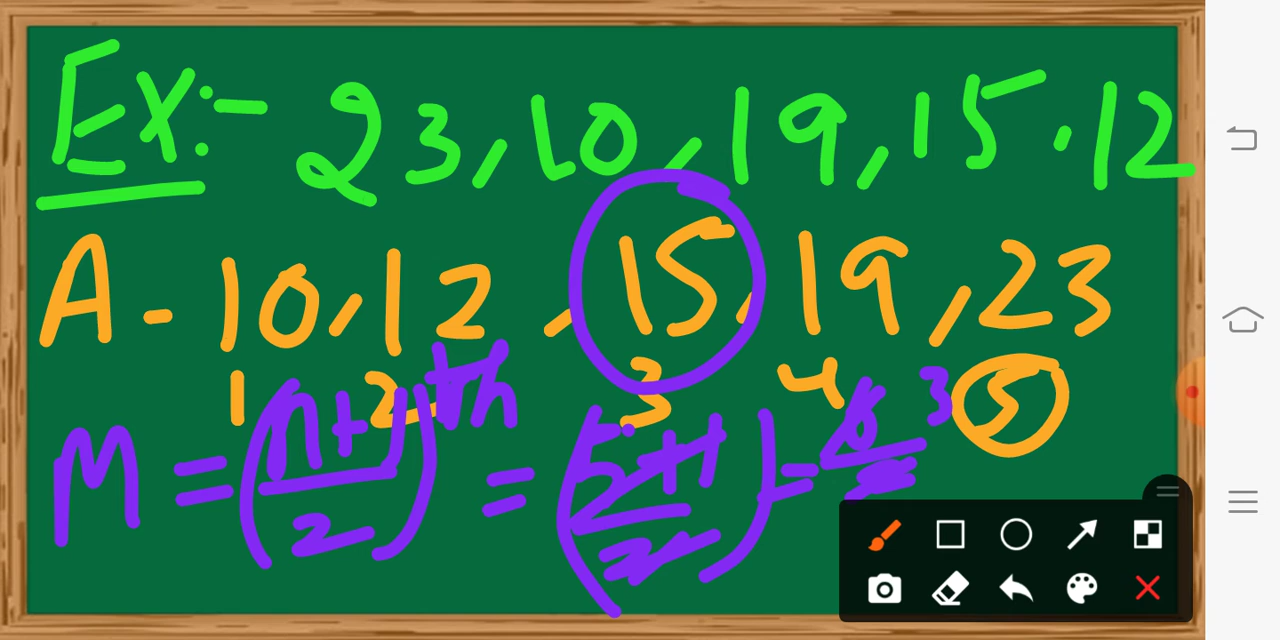 Ex:- 23, 10, 19, 15, 12
A - 10, 12, 15, 19, 23
1 2 3 4 5
M = (n+1/2)th = (5+1/2) = 6/2 3